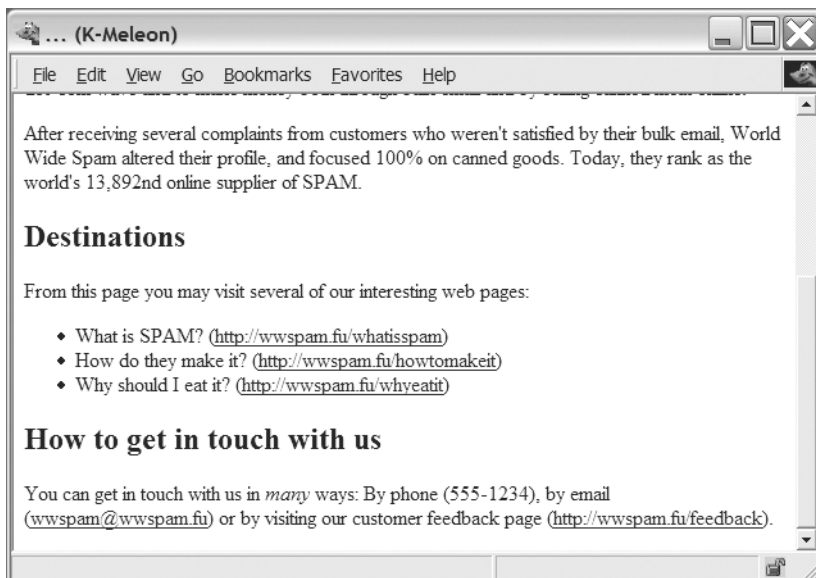 ... (K-Meleon)
File Edit View Go Bookmarks Favorites Help
After receiving several complaints from customers who weren't satisfied by their bulk email, World
Wide Spam altered their profile, and focused 100% on canned goods. Today, they rank as the
world's 13,892nd online supplier of SPAM.
Destinations
From this page you may visit several of our interesting web pages:
• What is SPAM? (http://wwspam.fu/whatisspam)
• How do they make it? (http://wwspam.fu/howtomakeit)
• Why should I eat it? (http://wwspam.fu/whyeatit)
How to get in touch with us
You can get in touch with us in many ways: By phone (555-1234), by email
(wwspam@wwspam.fu) or by visiting our customer feedback page (http://wwspam.fu/feedback).